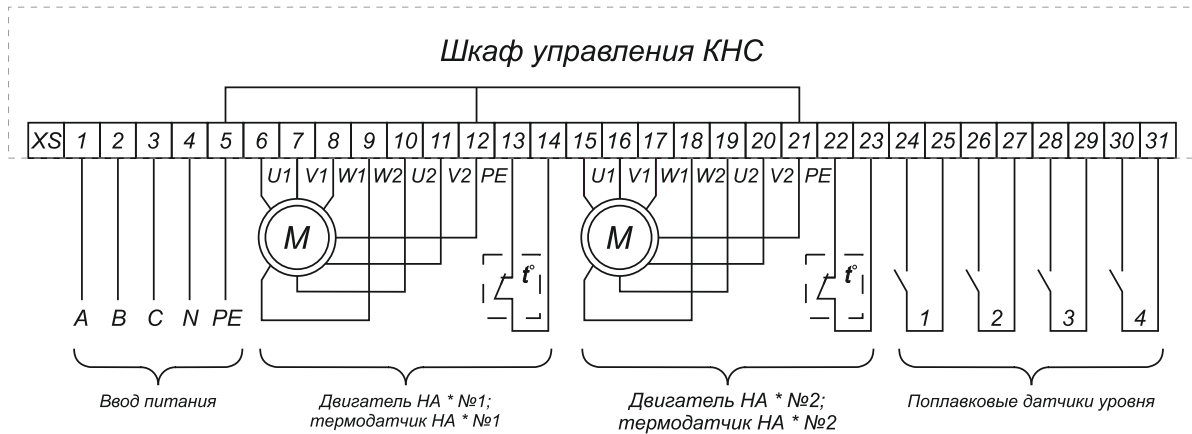 Шкаф управления КНС
XS 1 2 3 4 5 6 7 8 9 10 11 12 13 14 15 16 17 18 19 20 21 22 23 24 25 26 27 28 29 30 31
U1 V1 W1 W2 U2 V2 PE U1 V1 W1 W2 U2 V2 PE
M M
t° t°
A B C N PE 1 2 3 4
Ввод питания
Двигатель НА * №1;
термодатчик НА * №1
Двигатель НА * №2;
термодатчик НА * №2
Поплавковые датчики уровня